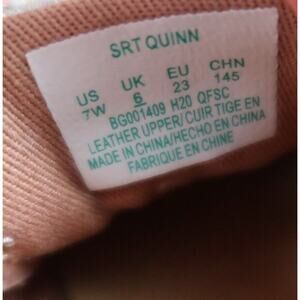 SRT QUINN
US UK EU CHN
7W 6 23 145
BG001409 H20 QFSC
LEATHER UPPER/CUIR TIGE EN
MADE IN CHINA/HECHO EN CHINA
FABRIQUE EN CHINE